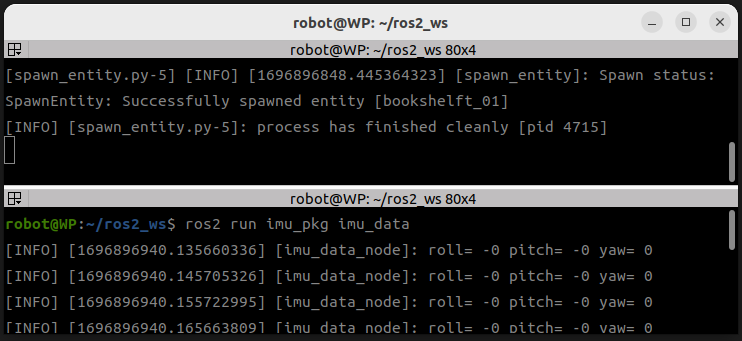 robot@WP: ~/ros2_ws
robot@WP: ~/ros2_ws 80x4
[spawn_entity.py-5] [INFO] [1696896848.445364323] [spawn_entity]: Spawn status:
SpawnEntity: Successfully spawned entity [bookshelft_01]
[INFO] [spawn_entity.py-5]: process has finished cleanly [pid 4715]
robot@WP: ~/ros2_ws 80x4
robot@WP:~/ros2_ws$ ros2 run imu_pkg imu_data
[INFO] [1696896940.135660336] [imu_data_node]: roll= -0 pitch= -0 yaw= 0
[INFO] [1696896940.145705326] [imu_data_node]: roll= -0 pitch= -0 yaw= 0
[INFO] [1696896940.155722995] [imu_data_node]: roll= -0 pitch= -0 yaw= 0
[INFO] [1696896940.165663809] [imu_data_node]: roll= -0 pitch= -0 yaw= 0